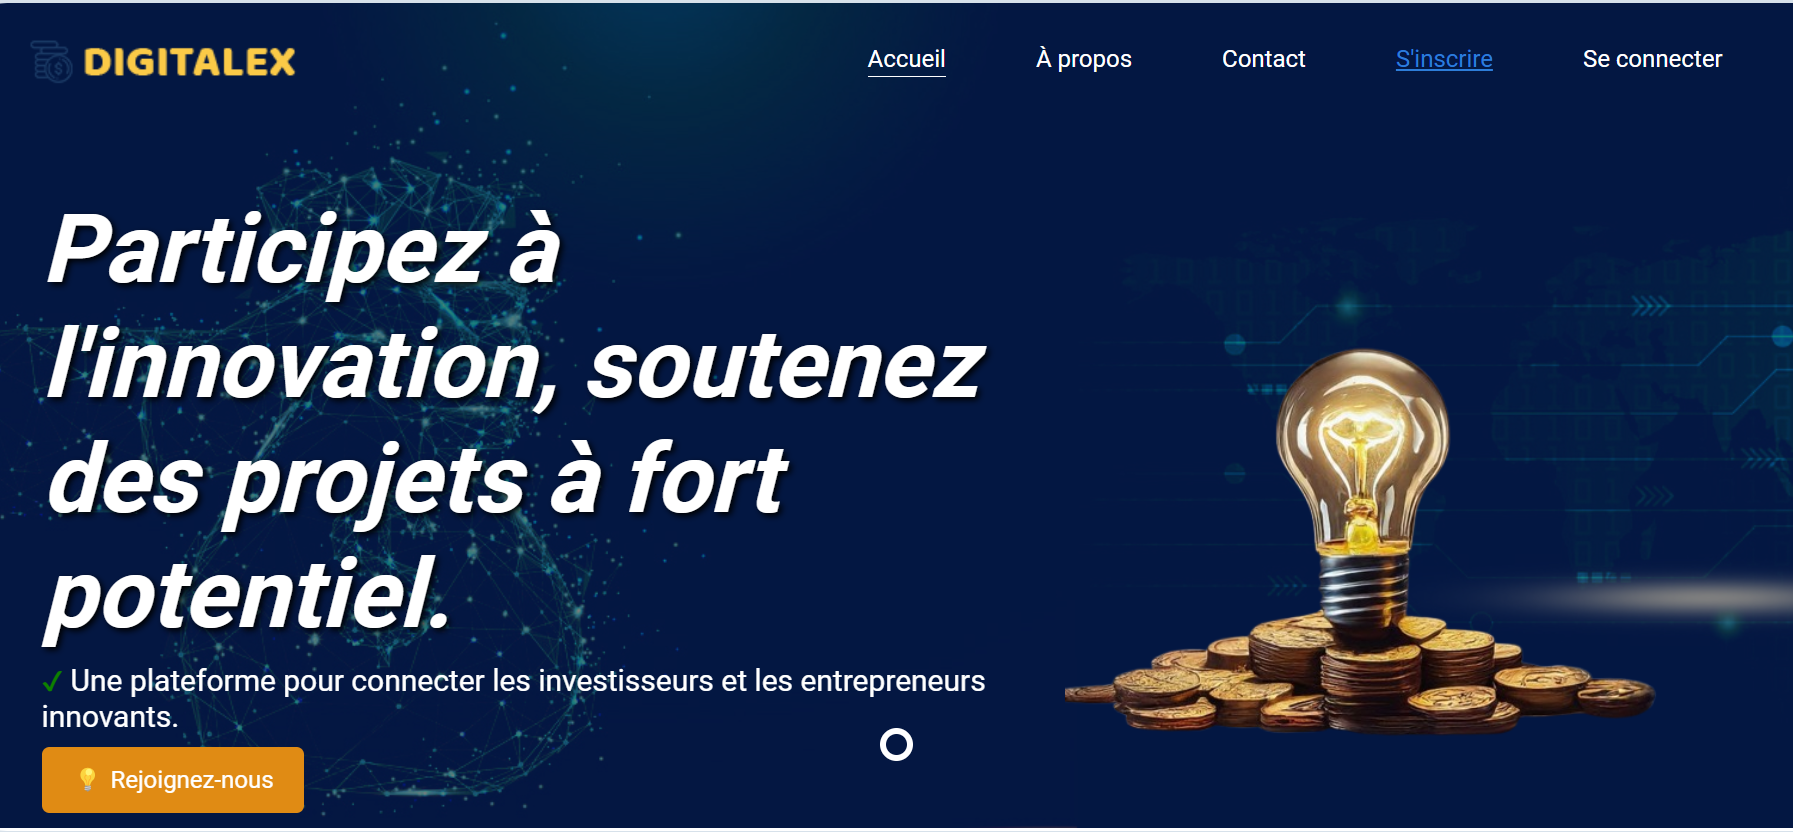 DIGITALEX
Accueil
À propos
Contact
S'inscrire
Se connecter
Participez à
l'innovation, soutenez
des projets à fort
potentiel.
✓ Une plateforme pour connecter les investisseurs et les entrepreneurs
innovants.
💡 Rejoignez-nous